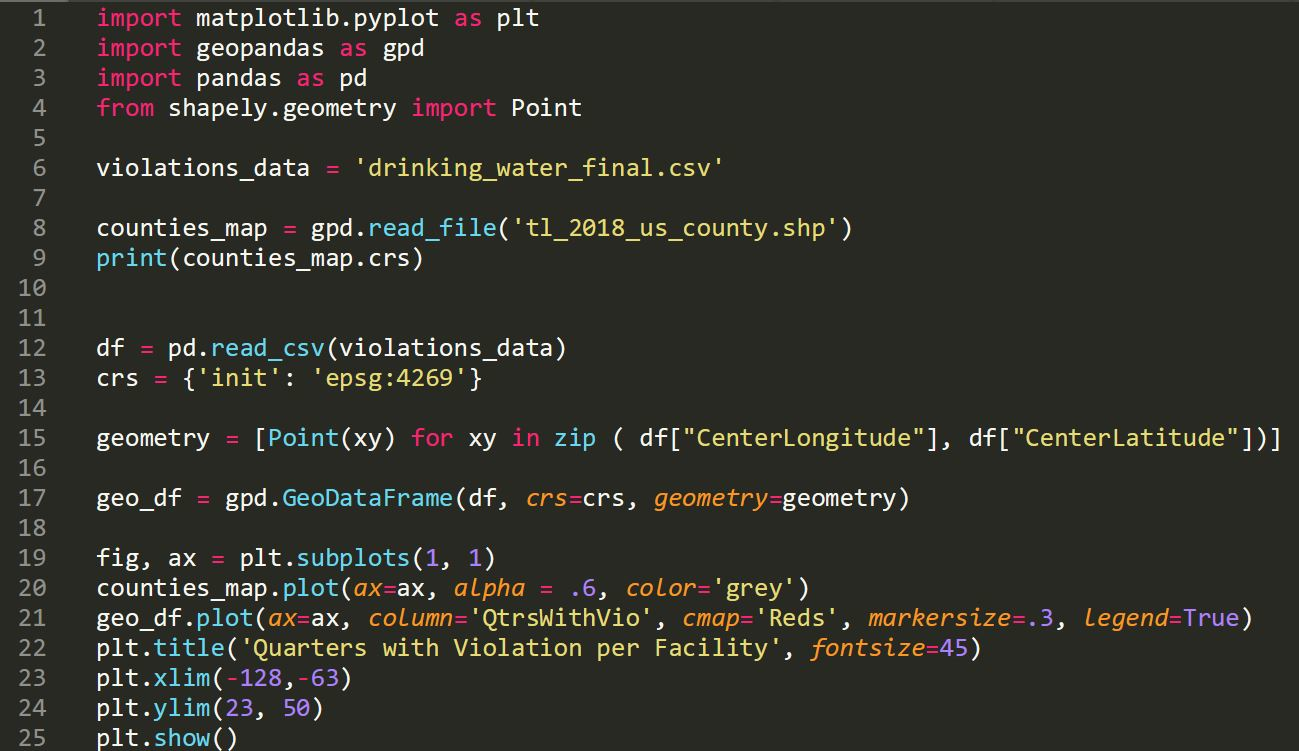 1 import matplotlib.pyplot as plt
2 import geopandas as gpd
3 import pandas as pd
4 from shapely.geometry import Point
5
6 violations_data = 'drinking_water_final.csv'
7
8 counties_map = gpd.read_file('tl_2018_us_county.shp')
9 print(counties_map.crs)
10
11
12 df = pd.read_csv(violations_data)
13 crs = {'init': 'epsg:4269'}
14
15 geometry = [Point(xy) for xy in zip ( df["CenterLongitude"], df["CenterLatitude"])]
16
17 geo_df = gpd.GeoDataFrame(df, crs=crs, geometry=geometry)
18
19 fig, ax = plt.subplots(1, 1)
20 counties_map.plot(ax=ax, alpha = .6, color='grey')
21 geo_df.plot(ax=ax, column='QtrsWithVio', cmap='Reds', markersize=.3, legend=True)
22 plt.title('Quarters with Violation per Facility', fontsize=45)
23 plt.xlim(-128,-63)
24 plt.ylim(23, 50)
25 plt.show()